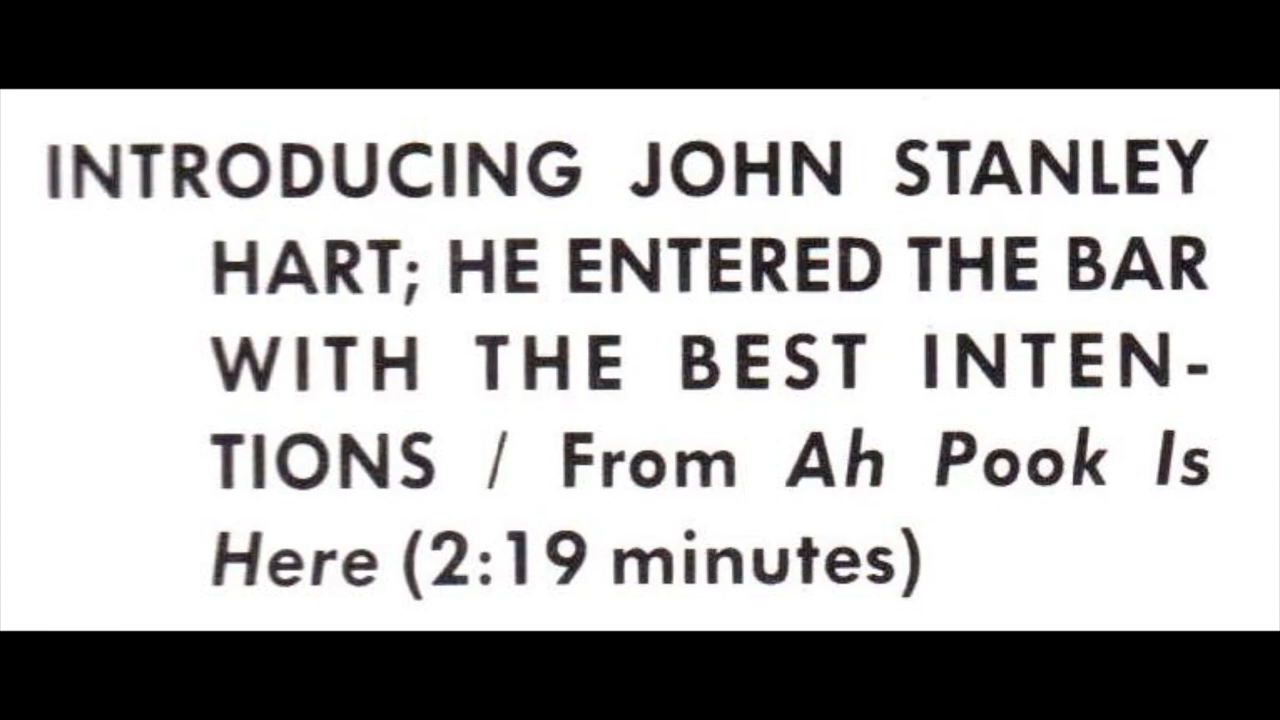 INTRODUCING JOHN STANLEY
HART; HE ENTERED THE BAR
WITH THE BEST INTEN-
TIONS / From Ah Pook Is
Here (2:19 minutes)